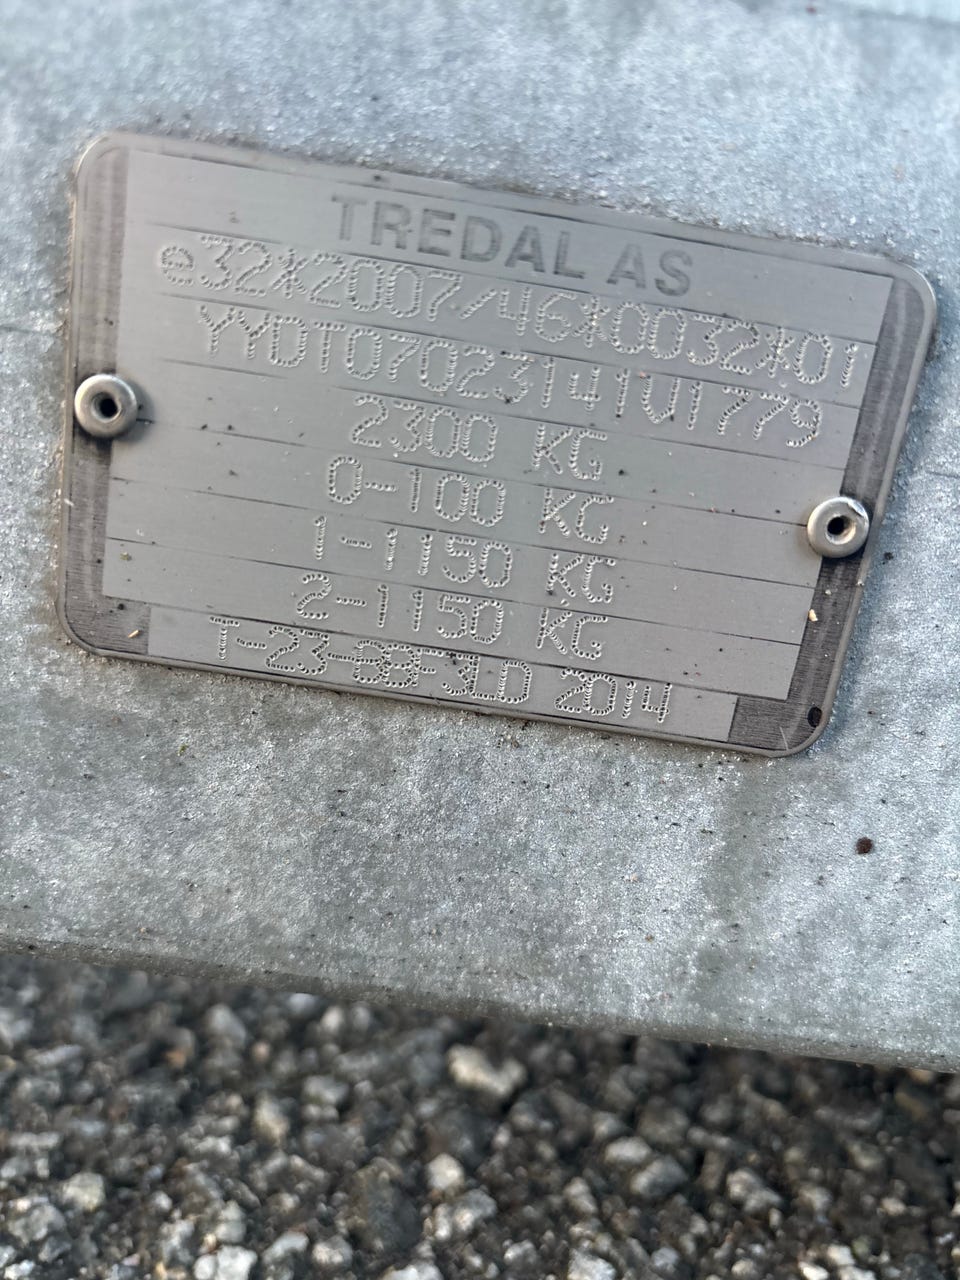 TREDAL AS
e32*2007/46*0032*01
YYDT07023141V1779
2300 KG
0-100 KG
1-1150 KG
2-1150 KG
2014